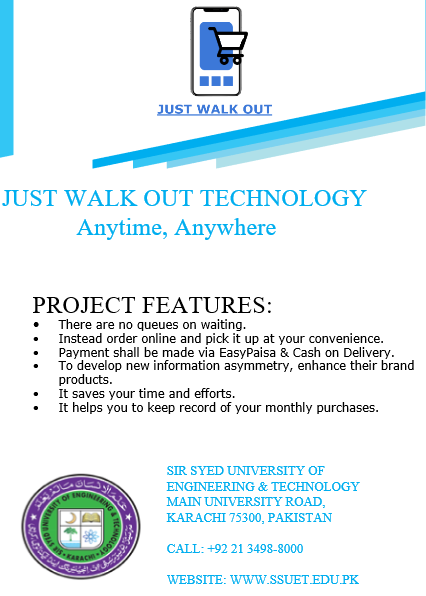 JUST WALK OUT
JUST WALK OUT TECHNOLOGY
Anytime, Anywhere
PROJECT FEATURES:
• There are no queues on waiting.
• Instead order online and pick it up at your convenience.
• Payment shall be made via EasyPaisa & Cash on Delivery.
• To develop new information asymmetry, enhance their brand
products.
• It saves your time and efforts.
• It helps you to keep record of your monthly purchases.
SIR SYED UNIVERSITY OF
ENGINEERING & TECHNOLOGY
MAIN UNIVERSITY ROAD,
KARACHI 75300, PAKISTAN
CALL: +92 21 3498-8000
WEBSITE: WWW.SSUET.EDU.PK
SIR SYED UNIVERSITY OF ENGINEERING & TECHNOLOGY
KARACHI